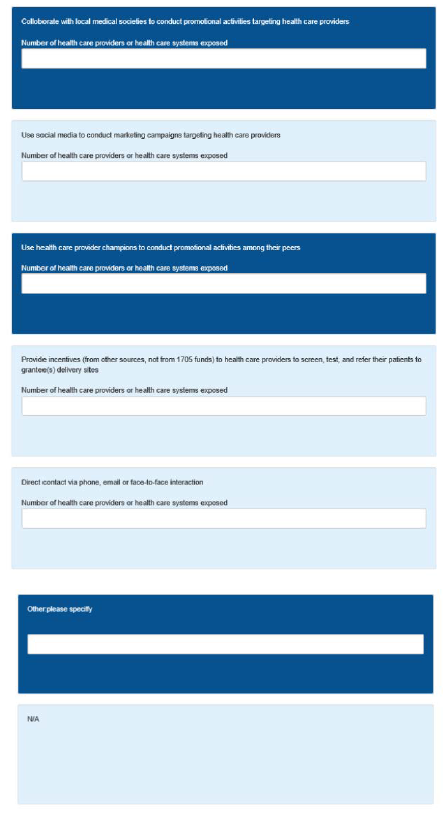 Collaborate with local medical societies to conduct promotional activities targeting health care providers
Number of health care providers or health care systems exposed
Use social media to conduct marketing campaigns targeting health care providers
Number of health care providers or health care systems exposed
Use health care provider champions to conduct promotional activities among their peers
Number of health care providers or health care systems exposed
Provide incentives (from other sources, not from 1705 funds) to health care providers to screen, test, and refer their patients to
grantee(s) delivery sites
Number of health care providers or health care systems exposed
Direct contact via phone, email or face-to-face interaction
Number of health care providers or health care systems exposed
Other:please specify
N/A